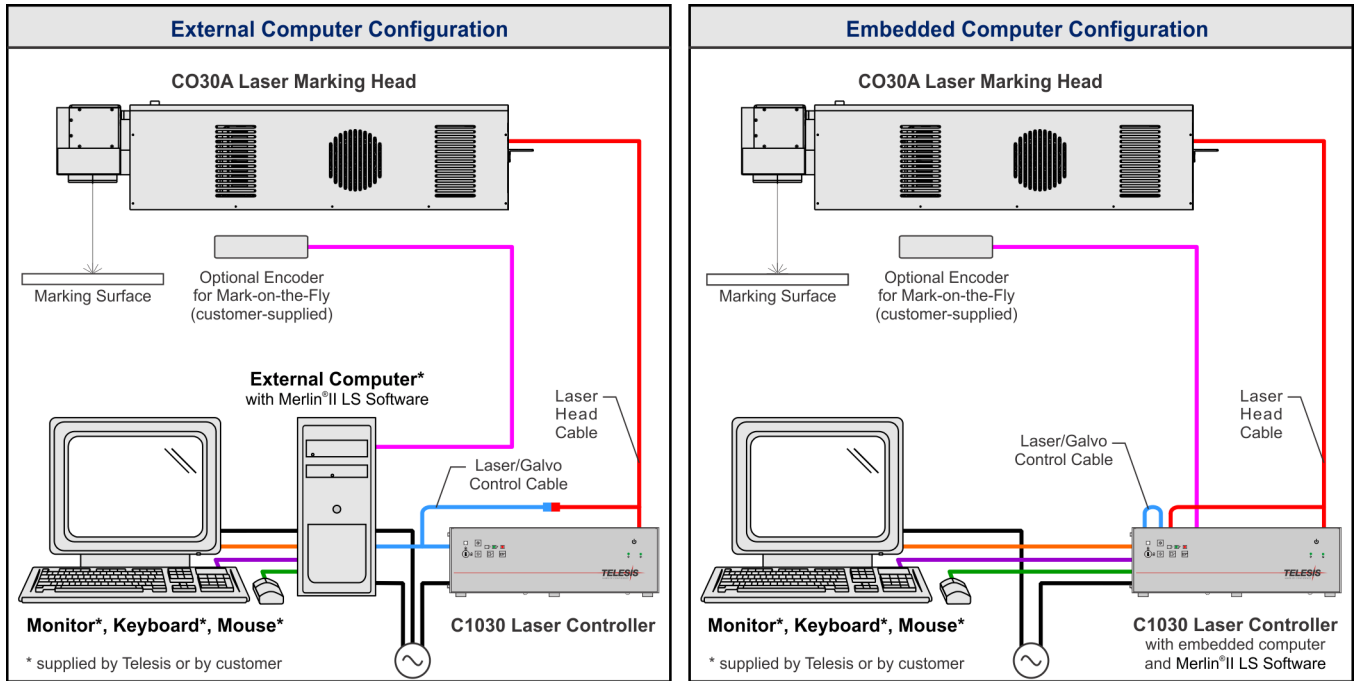 External Computer Configuration
CO30A Laser Marking Head
Marking Surface
Optional Encoder
for Mark-on-the-Fly
(customer-supplied)
External Computer*
with Merlin®II LS Software
Laser
Head
Cable
Laser/Galvo
Control Cable
TELESIS
Monitor*, Keyboard*, Mouse*
C1030 Laser Controller
* supplied by Telesis or by customer
Embedded Computer Configuration
CO30A Laser Marking Head
Marking Surface
Optional Encoder
for Mark-on-the-Fly
(customer-supplied)
Laser
Head
Cable
Laser/Galvo
Control Cable
TELESIS
Monitor*, Keyboard*, Mouse*
C1030 Laser Controller
with embedded computer
and Merlin®II LS Software
* supplied by Telesis or by customer